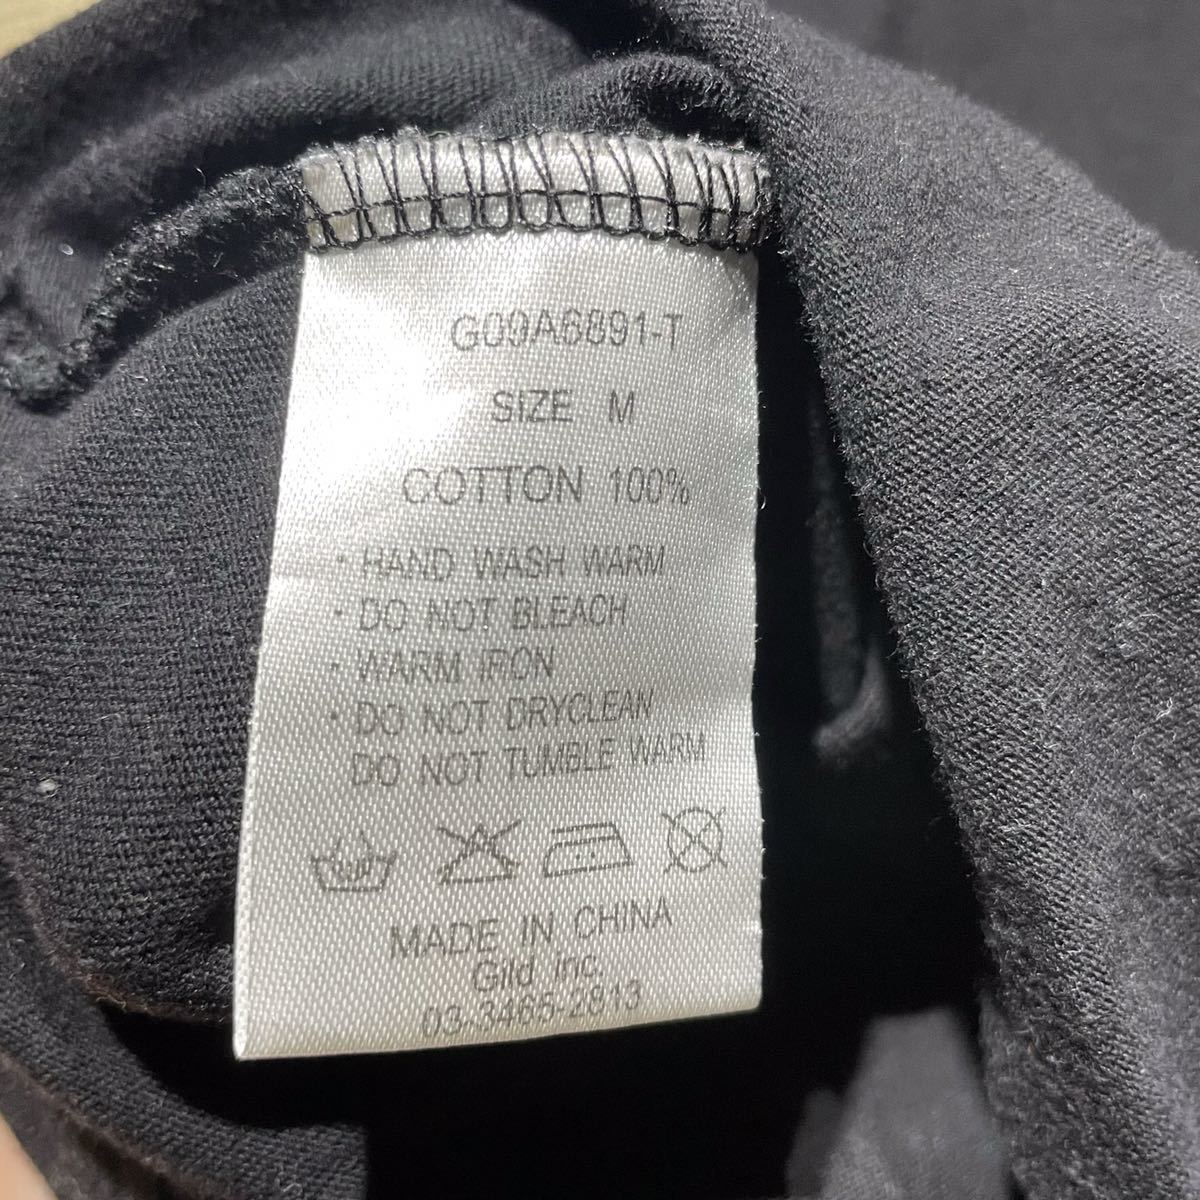 G09A6891-T
SIZE M
COTTON 100%
· HAND WASH WARM
· DO NOT BLEACH
· WARM IRON
· DO NOT DRYCLEAN
DO NOT TUMBLE WARM
MADE IN CHINA
Gild inc
03-3465-2813